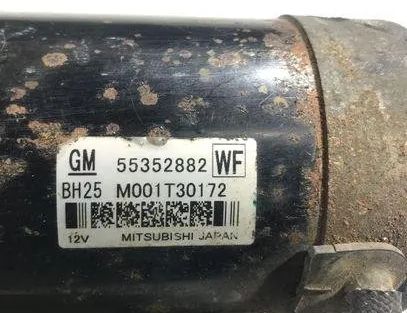 GM 55352882 WF
BH25 M001T30172
12V MITSUBISHI JAPAN